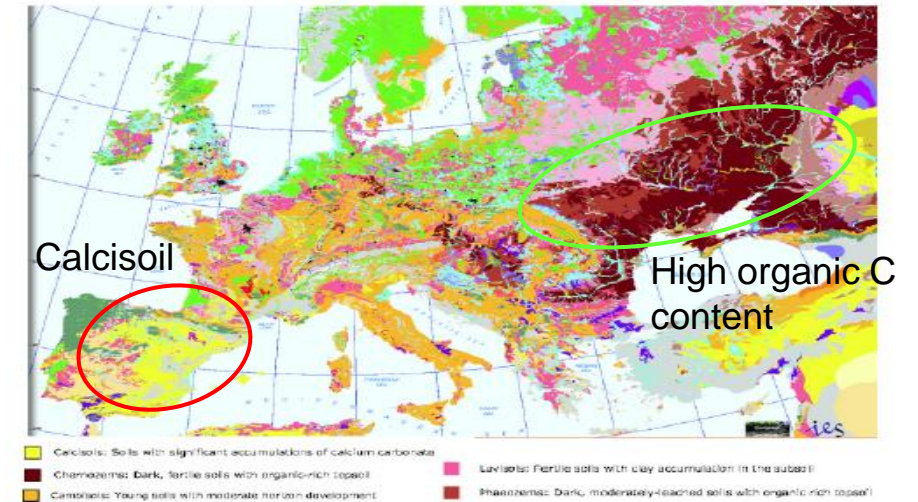 Calcisoil
High organic C
content
ies
Calcisols: Soils with significant accumulations of calcium carbonate
Chernozems: Dark, fertile soils with organic-rich topsoil
Cambisols: Young soils with moderate horizon development
Luvisols: Fertile soils with clay accumulation in the subsoil
Phaeozems: Dark, moderately-leached soils with organic rich topsoil